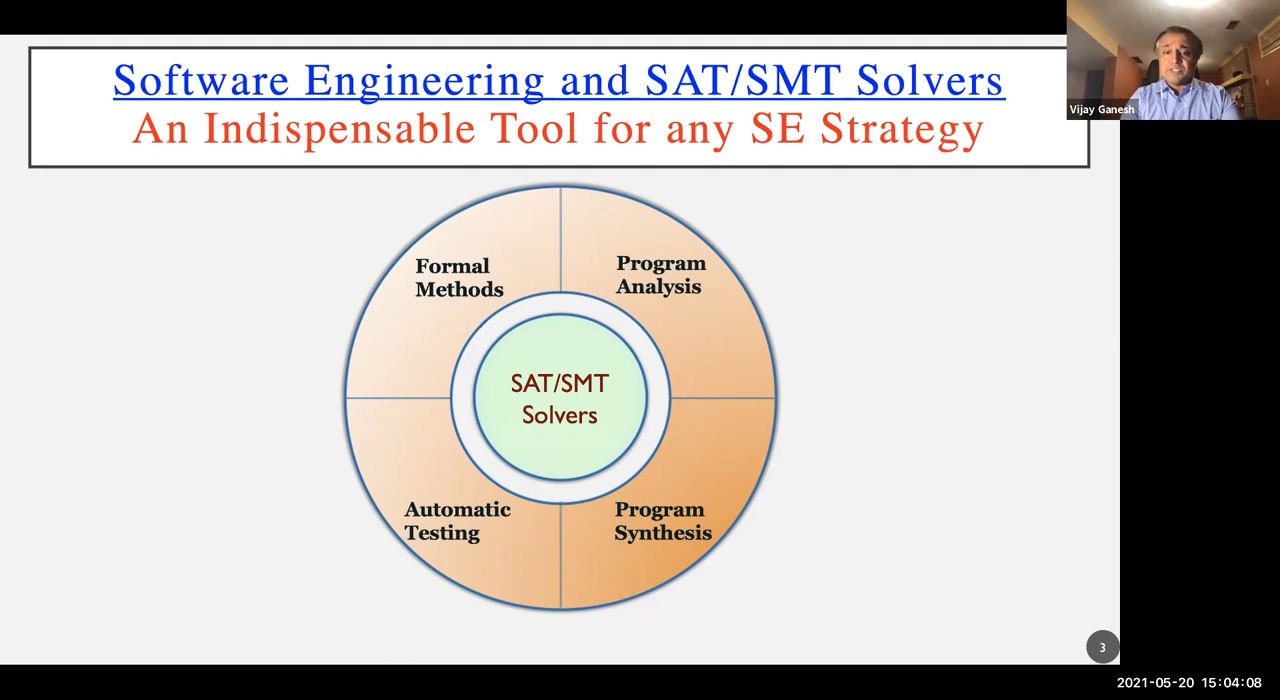 Software Engineering and SAT/SMT Solvers
An Indispensable Tool for any SE Strategy
Vijay Ganesh
Formal
Methods
Program
Analysis
SAT/SMT
Solvers
Automatic
Testing
Program
Synthesis
3
2021-05-20 15:04:08